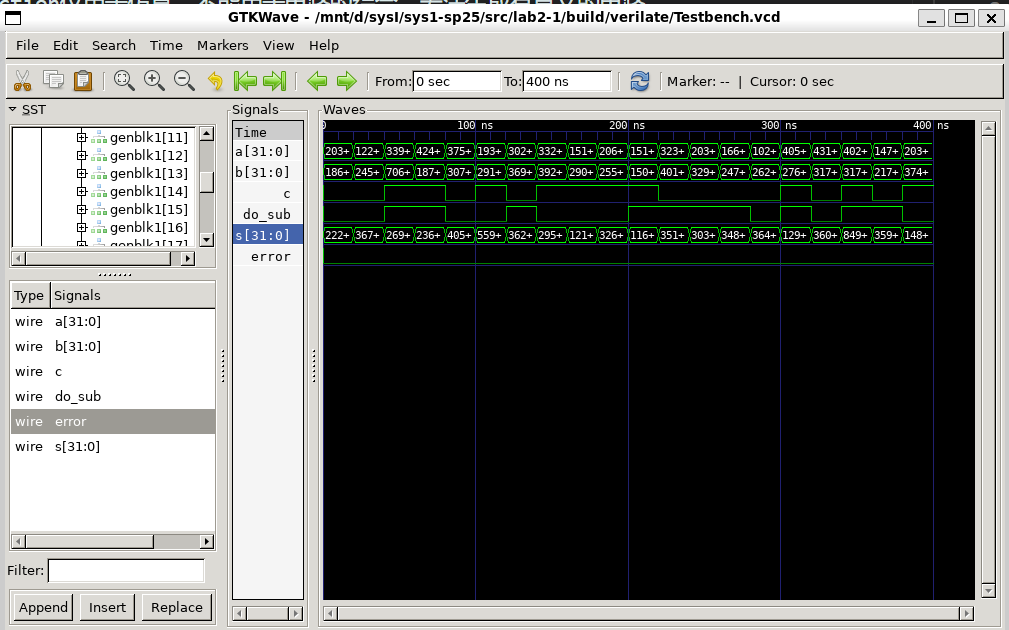 GTKWave - /mnt/d/sysI/sys1-sp25/src/lab2-1/build/verilate/Testbench.vcd
File Edit Search Time Markers View Help
From: 0 sec To: 400 ns Marker: -- | Cursor: 0 sec
SST
genblk1[11]
genblk1[12]
genblk1[13]
genblk1[14]
genblk1[15]
genblk1[16]
genblk1[17]
Type Signals
wire a[31:0]
wire b[31:0]
wire c
wire do_sub
wire error
wire s[31:0]
Filter:
Append Insert Replace
Signals
Time
a[31:0]
b[31:0]
c
do_sub
s[31:0]
error
Waves
0 100 ns 200 ns 300 ns 400 ns
203+ 122+ 339+ 424+ 375+ 193+ 302+ 332+ 151+ 206+ 151+ 323+ 203+ 166+ 102+ 405+ 431+ 402+ 147+ 203+
186+ 245+ 706+ 187+ 307+ 291+ 369+ 392+ 290+ 255+ 150+ 401+ 329+ 247+ 262+ 276+ 317+ 317+ 217+ 374+
222+ 367+ 269+ 236+ 405+ 559+ 362+ 295+ 121+ 326+ 116+ 351+ 303+ 348+ 364+ 129+ 360+ 849+ 359+ 148+